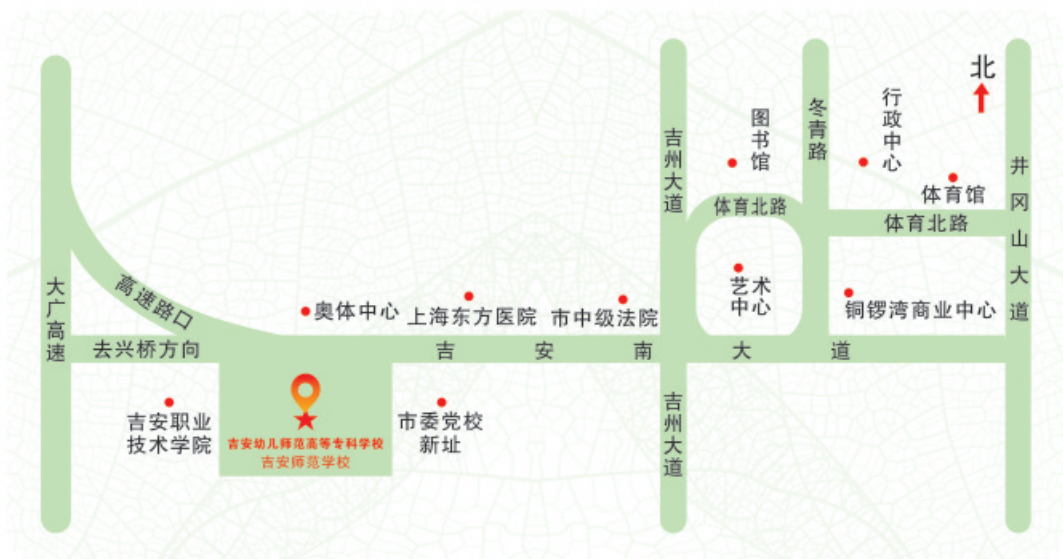 北
行政中心
图书馆
冬青路
吉州大道
井冈山大道
体育馆
体育北路
体育北路
大广高速
高速路口
奥体中心
上海东方医院
市中级法院
艺术
中心
铜锣湾商业中心
去兴桥方向
吉安南大道
吉安职业
技术学院
吉安幼儿师范高等专科学校
吉安师范学校
市委党校
新址
吉州大道